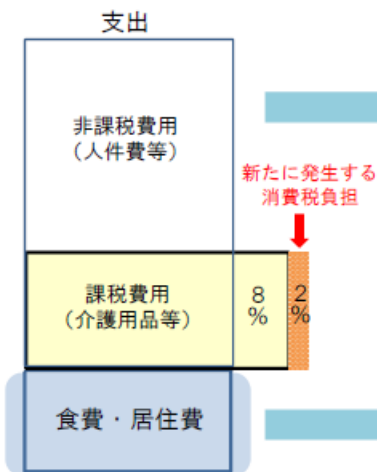 支出
非課税費用
（人件費等）
新たに発生する
消費税負担
課税費用
（介護用品等）
8
%
2
%
食費・居住費